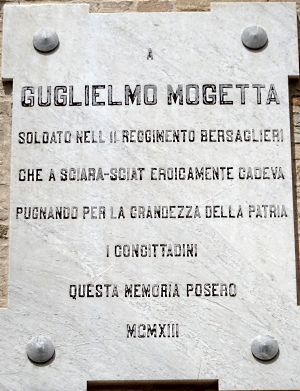 A
GUGLIELMO MOGETTA
SOLDATO NELL 11 REGGIMENTO BERSAGLIERI
CHE A SCIARA-SCIAT EROICAMENTE CADEVA
PUGNANDO PER LA GRANDEZZA DELLA PATRIA
I CONCITTADINI
QUESTA MEMORIA POSERO
MCMXIII